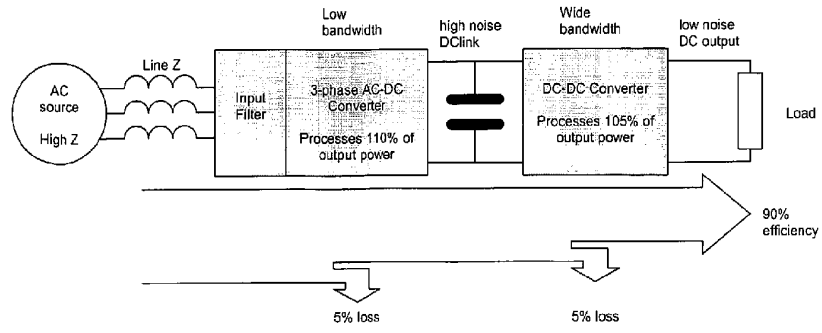 Low
bandwidth
high noise
DClink
Wide
bandwidth
low noise
DC output
Line Z
AC
source
High Z
Input
Filter
3-phase AC-DC
Converter
Processes 110% of
output power
DC-DC Converter
Processes 105% of
output power
Load
90%
efficiency
5% loss
5% loss